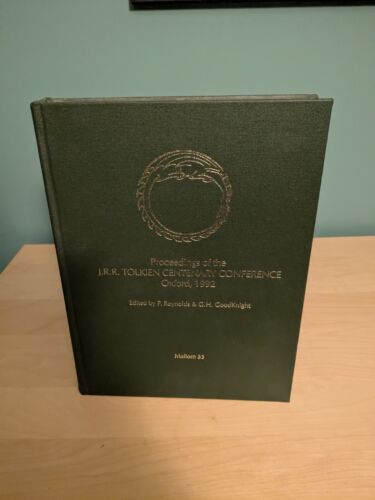 Proceedings of the
J.R.R. TOLKIEN CENTENARY CONFERENCE
Oxford, 1992
Edited by P. Reynolds & G.H. GoodKnight
Mallorn 33